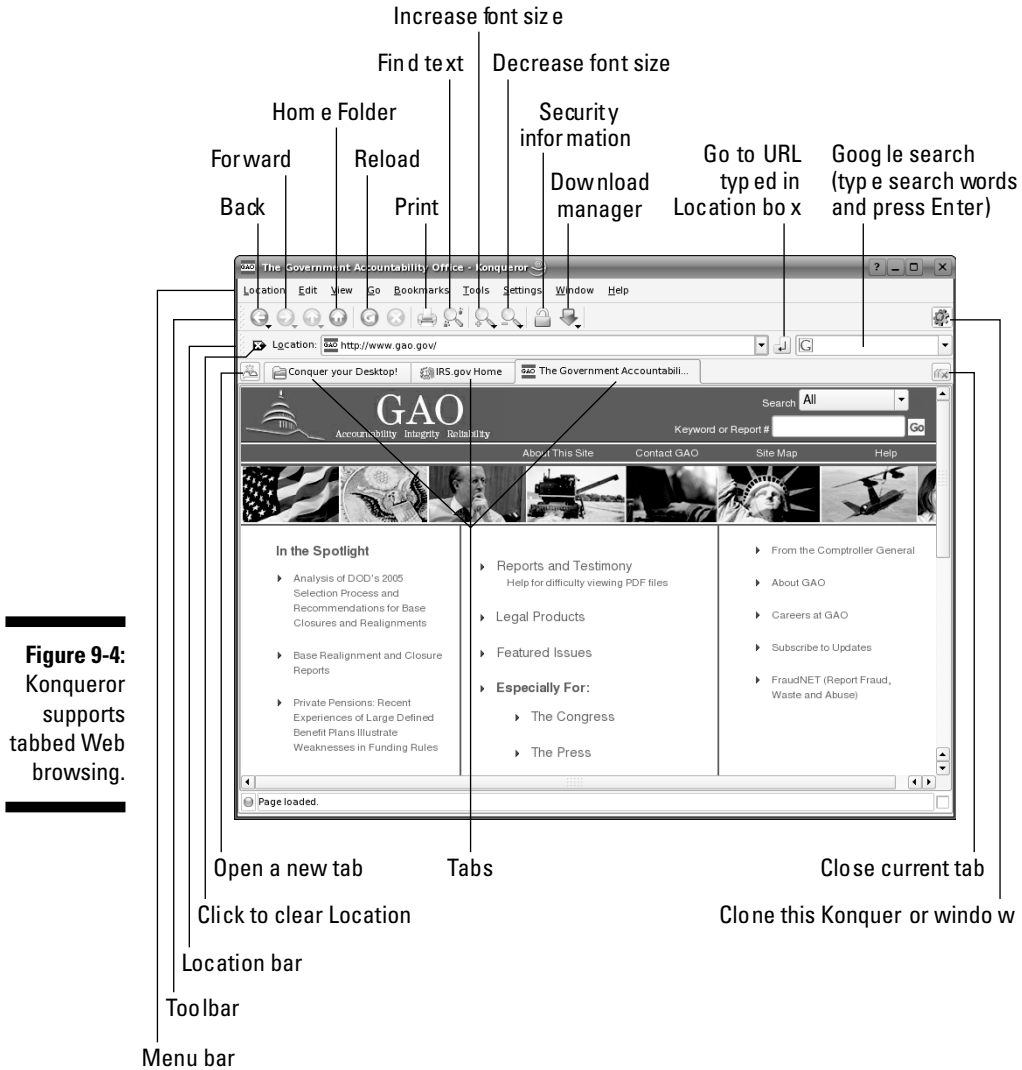 Increase font size
Find text
Decrease font size
Home Folder
Security
information
Forward
Reload
Go to URL
typed in
Location box
Google search
(type search words
and press Enter)
Download
manager
Back
Print
GAO The Government Accountability Office - Konqueror
?
Location Edit View Go Bookmarks Tools Settings Window Help
Location: GAO http://www.gao.gov/
G
Conquer your Desktop!
IRS.gov Home
GAO The Government Accountabili...
GAO
Accountability Integrity Reliability
Search All
Keyword or Report # Go
About This Site Contact GAO Site Map Help
In the Spotlight
Analysis of DOD's 2005
Selection Process and
Recommendations for Base
Closures and Realignments
Base Realignment and Closure
Reports
Private Pensions: Recent
Experiences of Large Defined
Benefit Plans Illustrate
Weaknesses in Funding Rules
Reports and Testimony
Help for difficulty viewing PDF files
Legal Products
Featured Issues
Especially For:
The Congress
The Press
From the Comptroller General
About GAO
Careers at GAO
Subscribe to Updates
FraudNET (Report Fraud,
Waste and Abuse)
Page loaded.
Figure 9-4:
Konqueror
supports
tabbed Web
browsing.
Open a new tab
Tabs
Close current tab
Click to clear Location
Clone this Konqueror window
Location bar
Toolbar
Menu bar